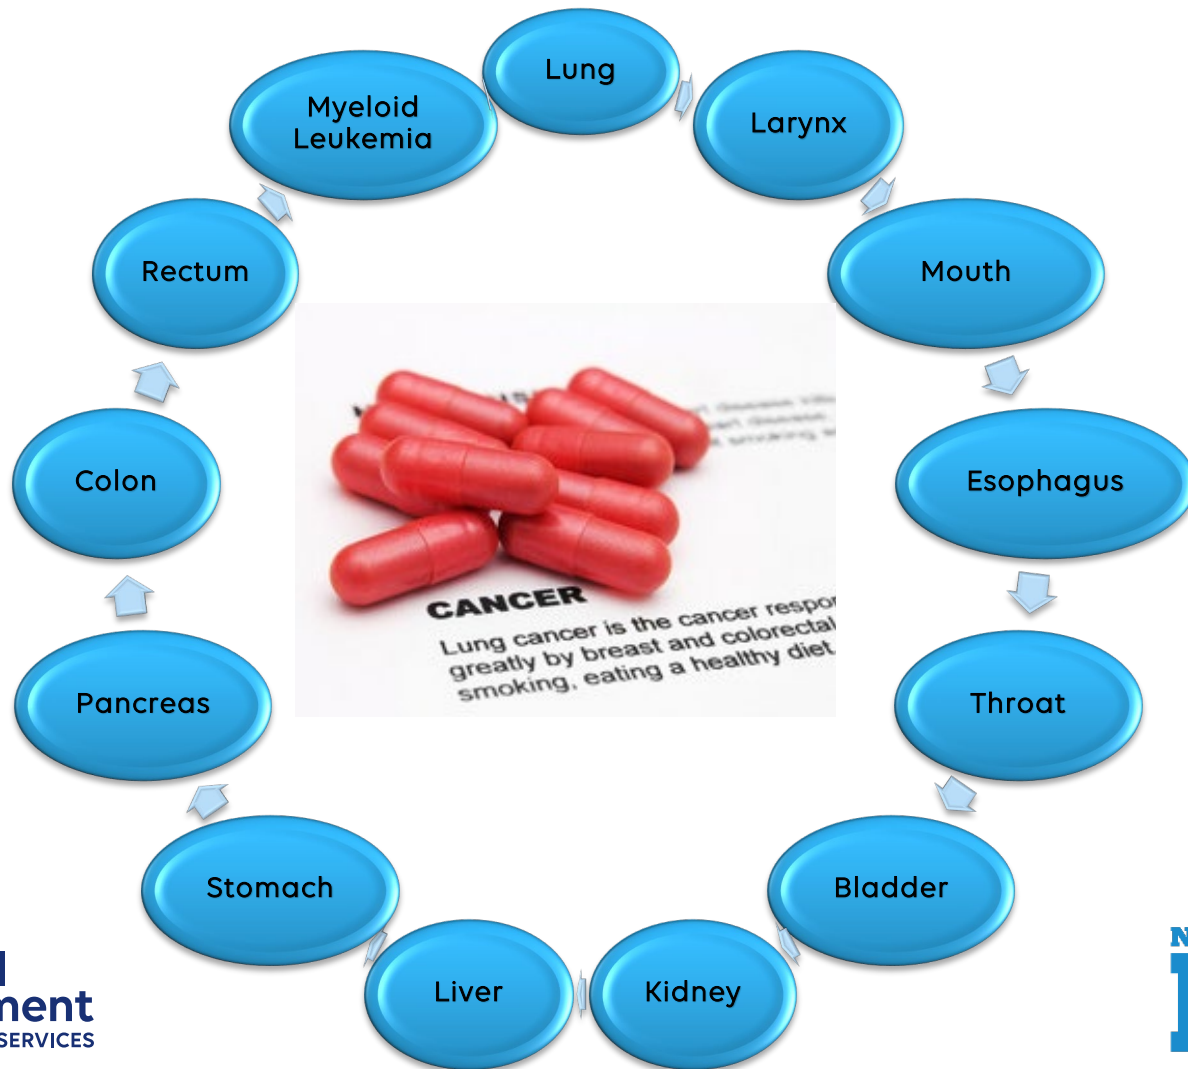 Lung
Larynx
Mouth
Esophagus
Throat
Bladder
Kidney
Liver
Stomach
Pancreas
Colon
Rectum
Myeloid
Leukemia
CANCER
Lung cancer is the cancer
greatly by breast and colorectal
smoking, eating a healthy diet
SERVICES